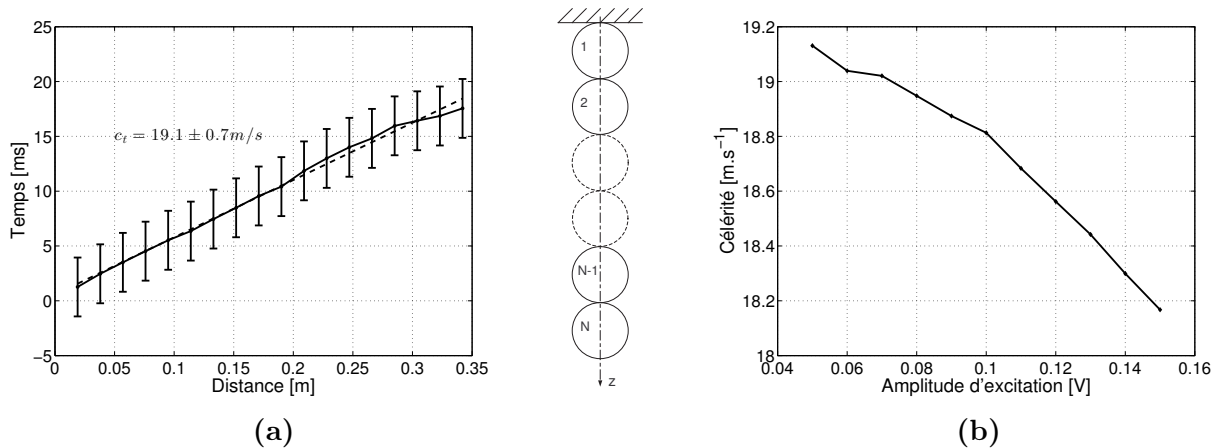 25
20
15
10
5
0
−5
Temps [ms]
c_t = 19.1 ± 0.7m/s
0 0.05 0.1 0.15 0.2 0.25 0.3 0.35
Distance [m]
(a)
1
2
N-1
N
z
19.2
19
18.8
18.6
18.4
18.2
18
Célérité [m.s⁻¹]
0.04 0.06 0.08 0.10 0.12 0.14 0.16
Amplitude d'excitation [V]
(b)